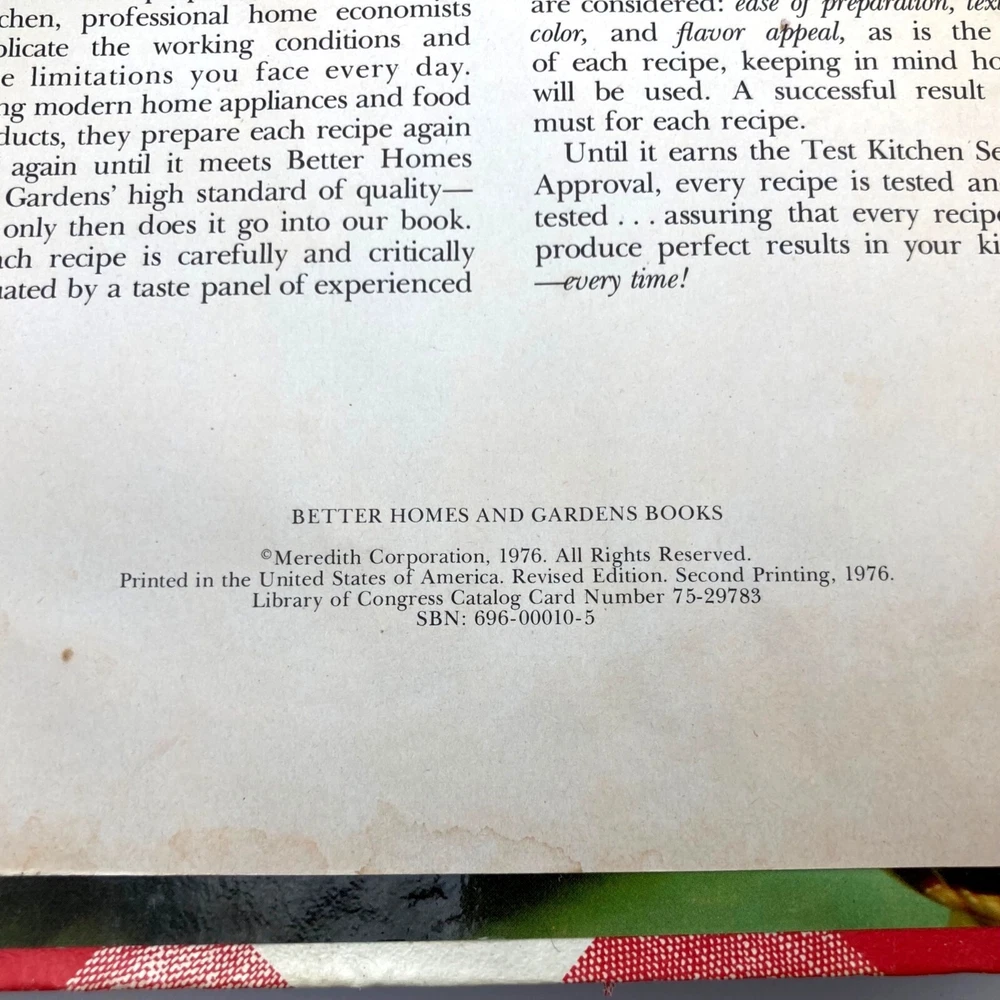 chen, professional home economists
plicate the working conditions and
e limitations you face every day.
ng modern home appliances and food
ducts, they prepare each recipe again
again until it meets Better Homes
Gardens' high standard of quality—
only then does it go into our book.
ach recipe is carefully and critically
uated by a taste panel of experienced
are considered: ease of preparation,
color, and flavor appeal, as is the
of each recipe, keeping in mind ho
will be used. A successful result
must for each recipe.
Until it earns the Test Kitchen Se
Approval, every recipe is tested an
tested . . . assuring that every recipe
produce perfect results in your ki
—every time!
BETTER HOMES AND GARDENS BOOKS
©Meredith Corporation, 1976. All Rights Reserved.
Printed in the United States of America. Revised Edition. Second Printing, 1976.
Library of Congress Catalog Card Number 75-29783
SBN: 696-00010-5